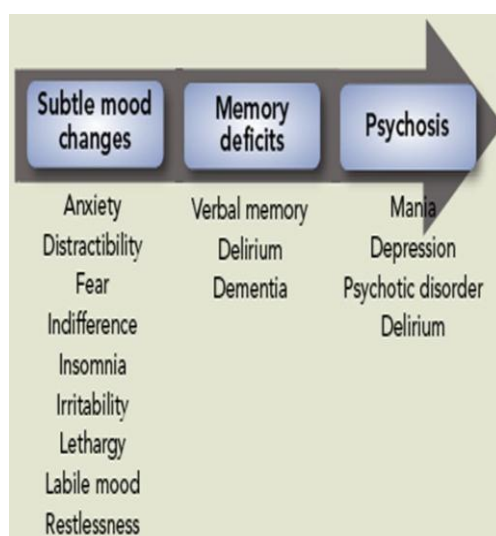 Subtle mood
changes
Memory
deficits
Psychosis
Anxiety
Distractibility
Fear
Indifference
Insomnia
Irritability
Lethargy
Labile mood
Restlessness
Verbal memory
Delirium
Dementia
Mania
Depression
Psychotic disorder
Delirium